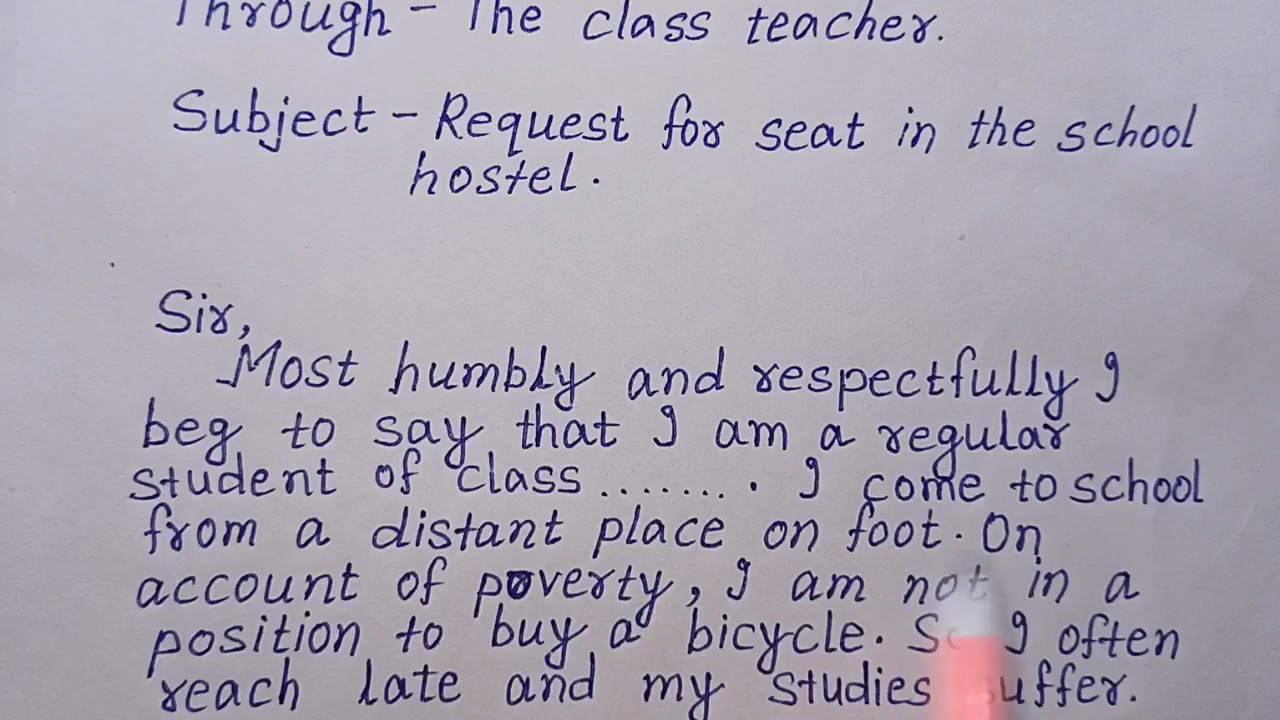 Through - The class teacher.
Subject - Request for seat in the school
hostel.
Sir,
Most humbly and respectfully I
beg to say that I am a regular
student of class ........ I come to school
from a distant place on foot. On
account of poverty, I am not in a
position to buy a bicycle. So I often
reach late and my studies suffer.